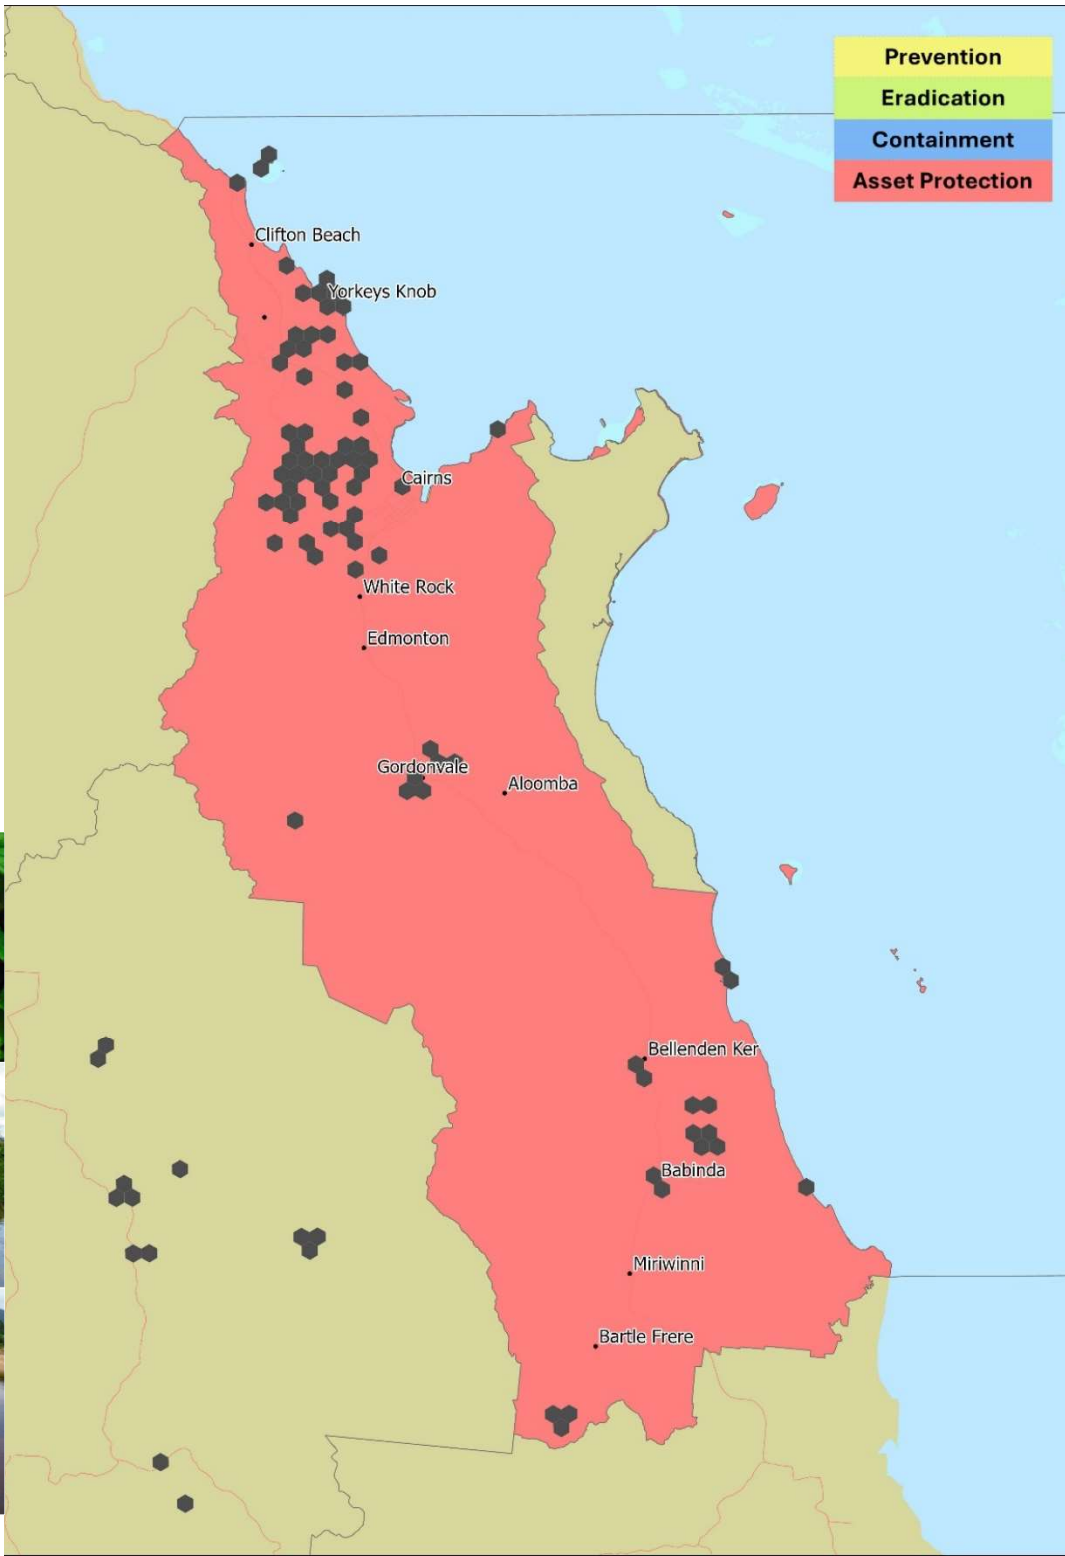 Prevention
Eradication
Containment
Asset Protection
Clifton Beach
Yorkeys Knob
Cairns
White Rock
Edmonton
Gordonvale
Aloomba
Bellenden Ker
Babinda
Miriwinni
Bartle Frere